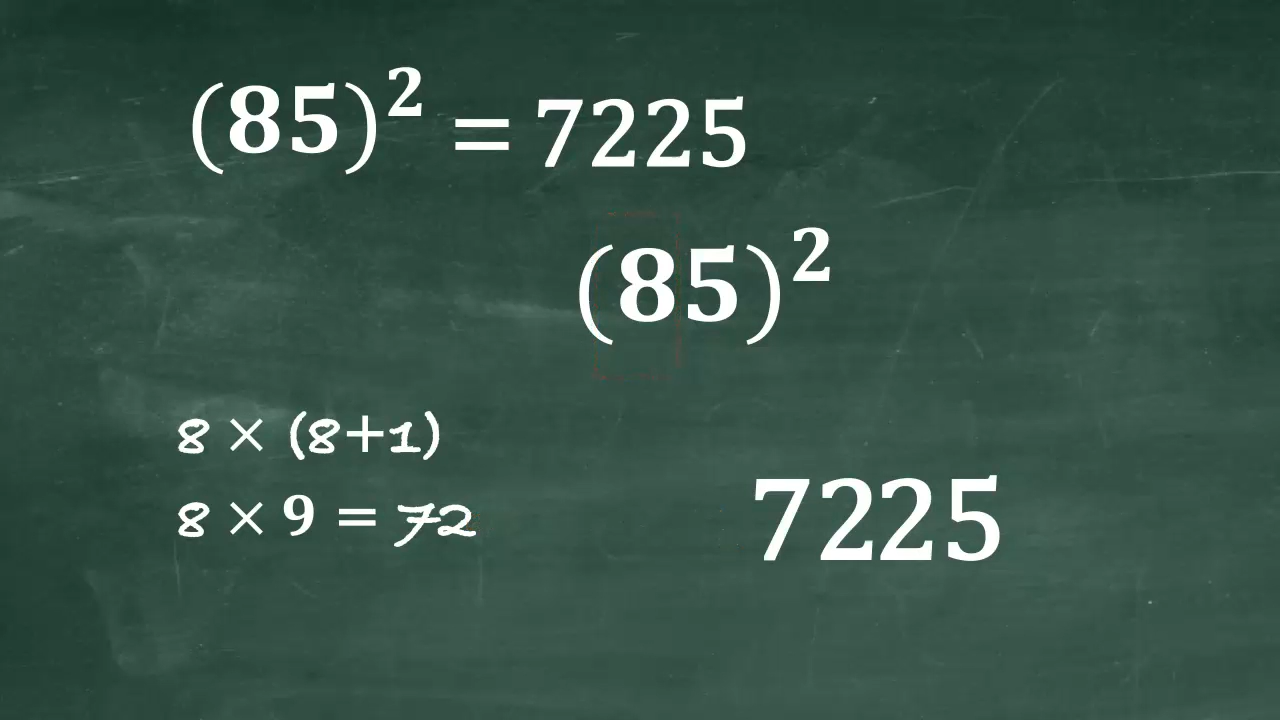 (85)² = 7225
(85)²
8 × (8+1)
8 × 9 = 72
7225